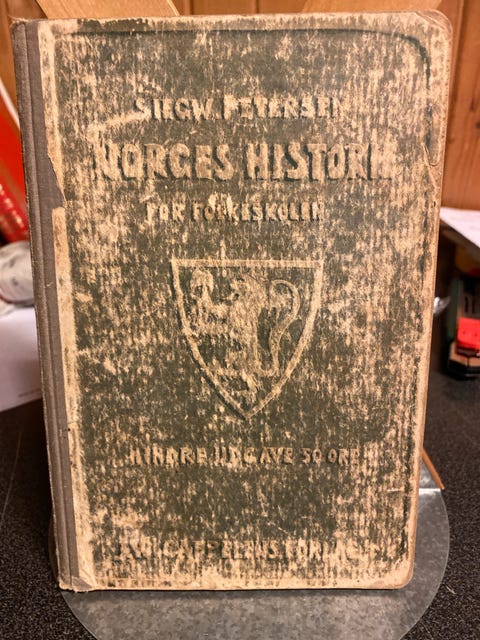 SIEGW. PETERSEN
NORGES HISTORIE
FOR FOLKESKOLEN
MINDRE UDGAVE 50 ØRE
J.W. CAPPELENS FORLAG